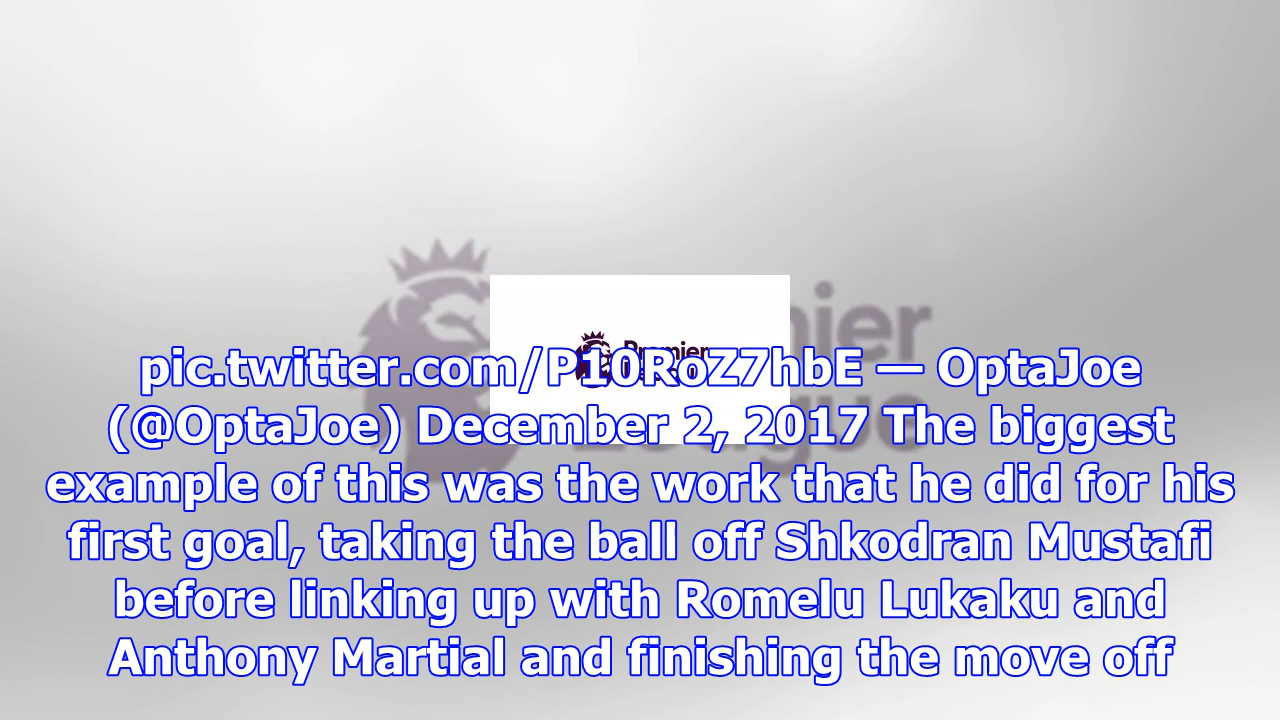 Premier
mier
pic.twitter.com/P10RoZ7hbE — OptaJoe
(@OptaJoe) December 2, 2017 The biggest
example of this was the work that he did for his
first goal, taking the ball off Shkodran Mustafi
before linking up with Romelu Lukaku and
Anthony Martial and finishing the move off